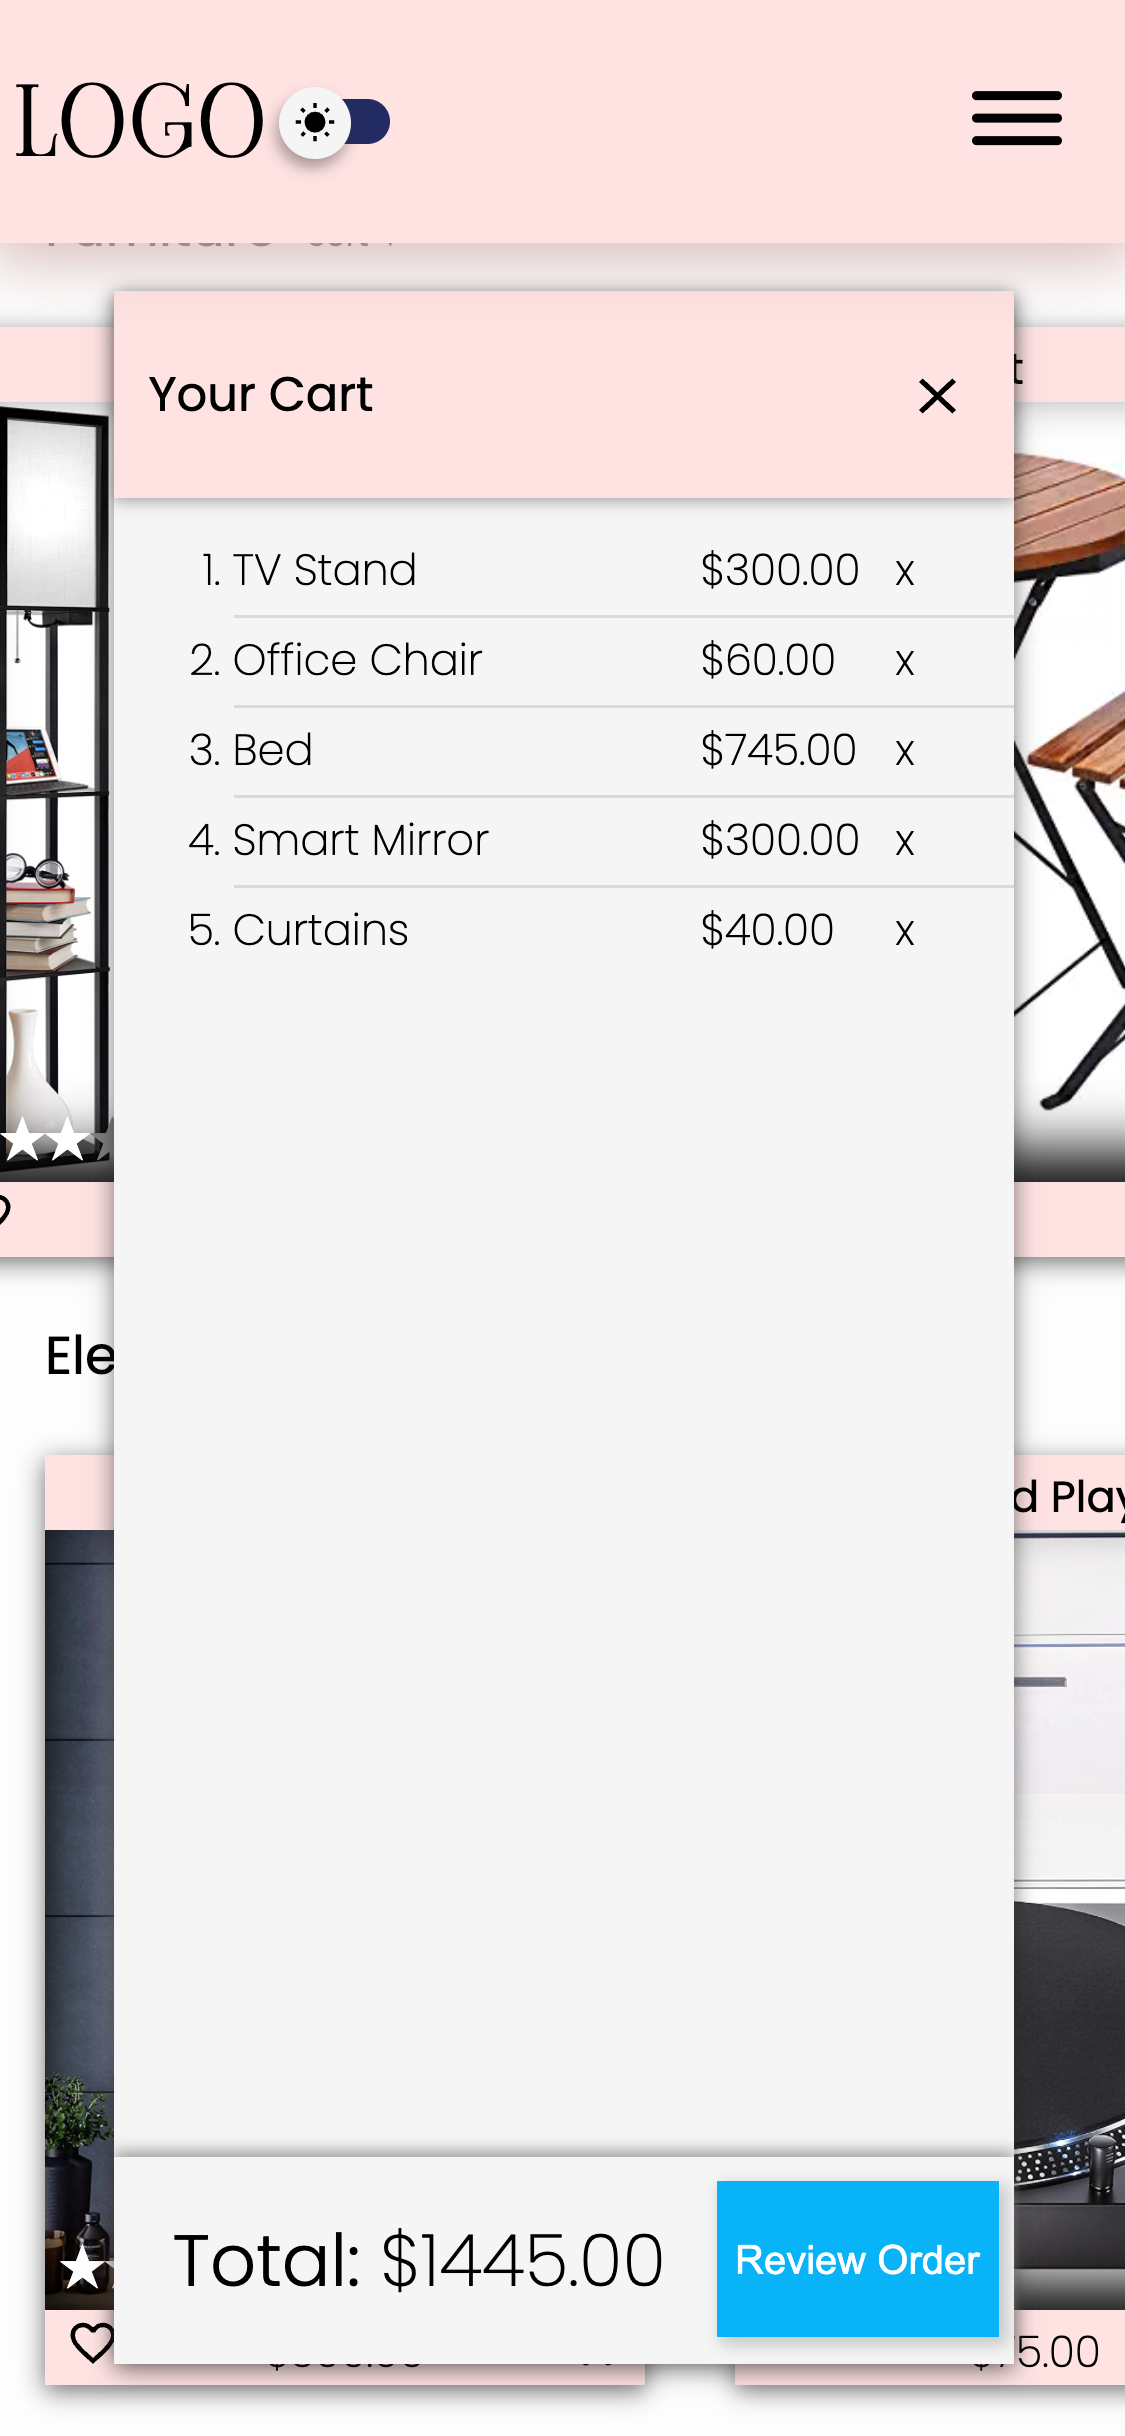 LOGO
t
Your Cart
1. TV Stand $300.00 x
2. Office Chair $60.00 x
3. Bed $745.00 x
4. Smart Mirror $300.00 x
5. Curtains $40.00 x
Ele
d Play
Total: $1445.00
Review Order
5.00